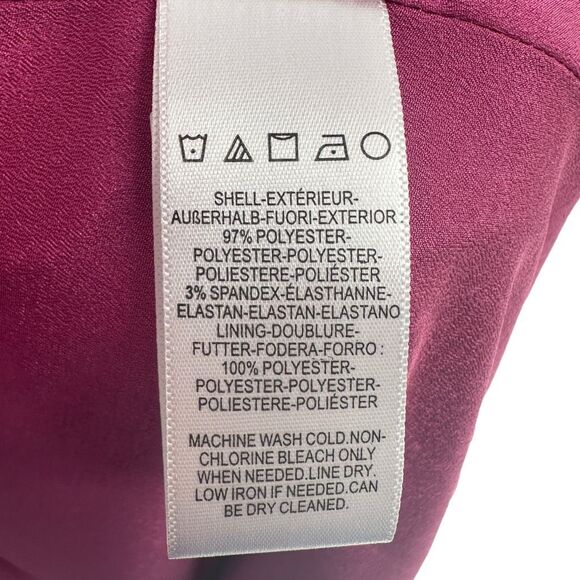 SHELL-EXTÉRIEUR-
AUßERHALB-FUORI-EXTERIOR :
97% POLYESTER-
POLYESTER-POLYESTER-
POLIESTERE-POLIÉSTER
3% SPANDEX-ÉLASTHANNE-
ELASTAN-ELASTAN-ELASTANO
LINING-DOUBLURE-
FUTTER-FODERA-FORRO :
100% POLYESTER-
POLYESTER-POLYESTER-
POLIESTERE-POLIÉSTER
MACHINE WASH COLD.NON-
CHLORINE BLEACH ONLY
WHEN NEEDED.LINE DRY.
LOW IRON IF NEEDED.CAN
BE DRY CLEANED.